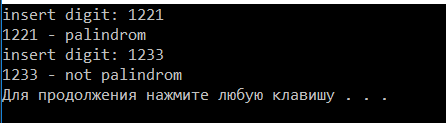 insert digit: 1221
1221 - palindrom
insert digit: 1233
1233 - not palindrom
Для продолжения нажмите любую клавишу . . .